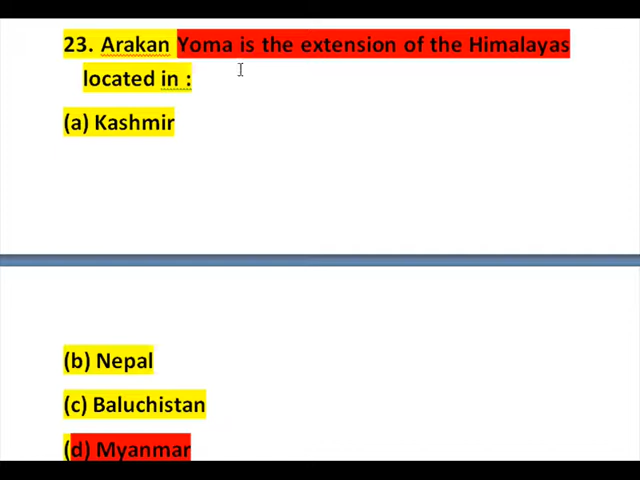 23. Arakan Yoma is the extension of the Himalayas
located in :
(a) Kashmir
(b) Nepal
(c) Baluchistan
(d) Myanmar